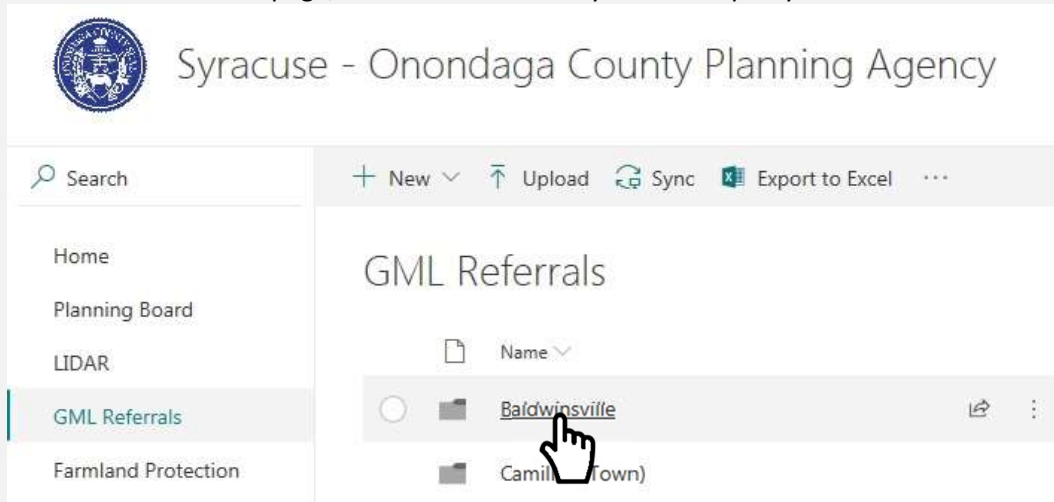 Syracuse - Onondaga County Planning Agency
Search
New
Upload
Sync
Export to Excel
Home
Planning Board
LIDAR
GML Referrals
Farmland Protection
GML Referrals
Name
Baldwinsville
Town)